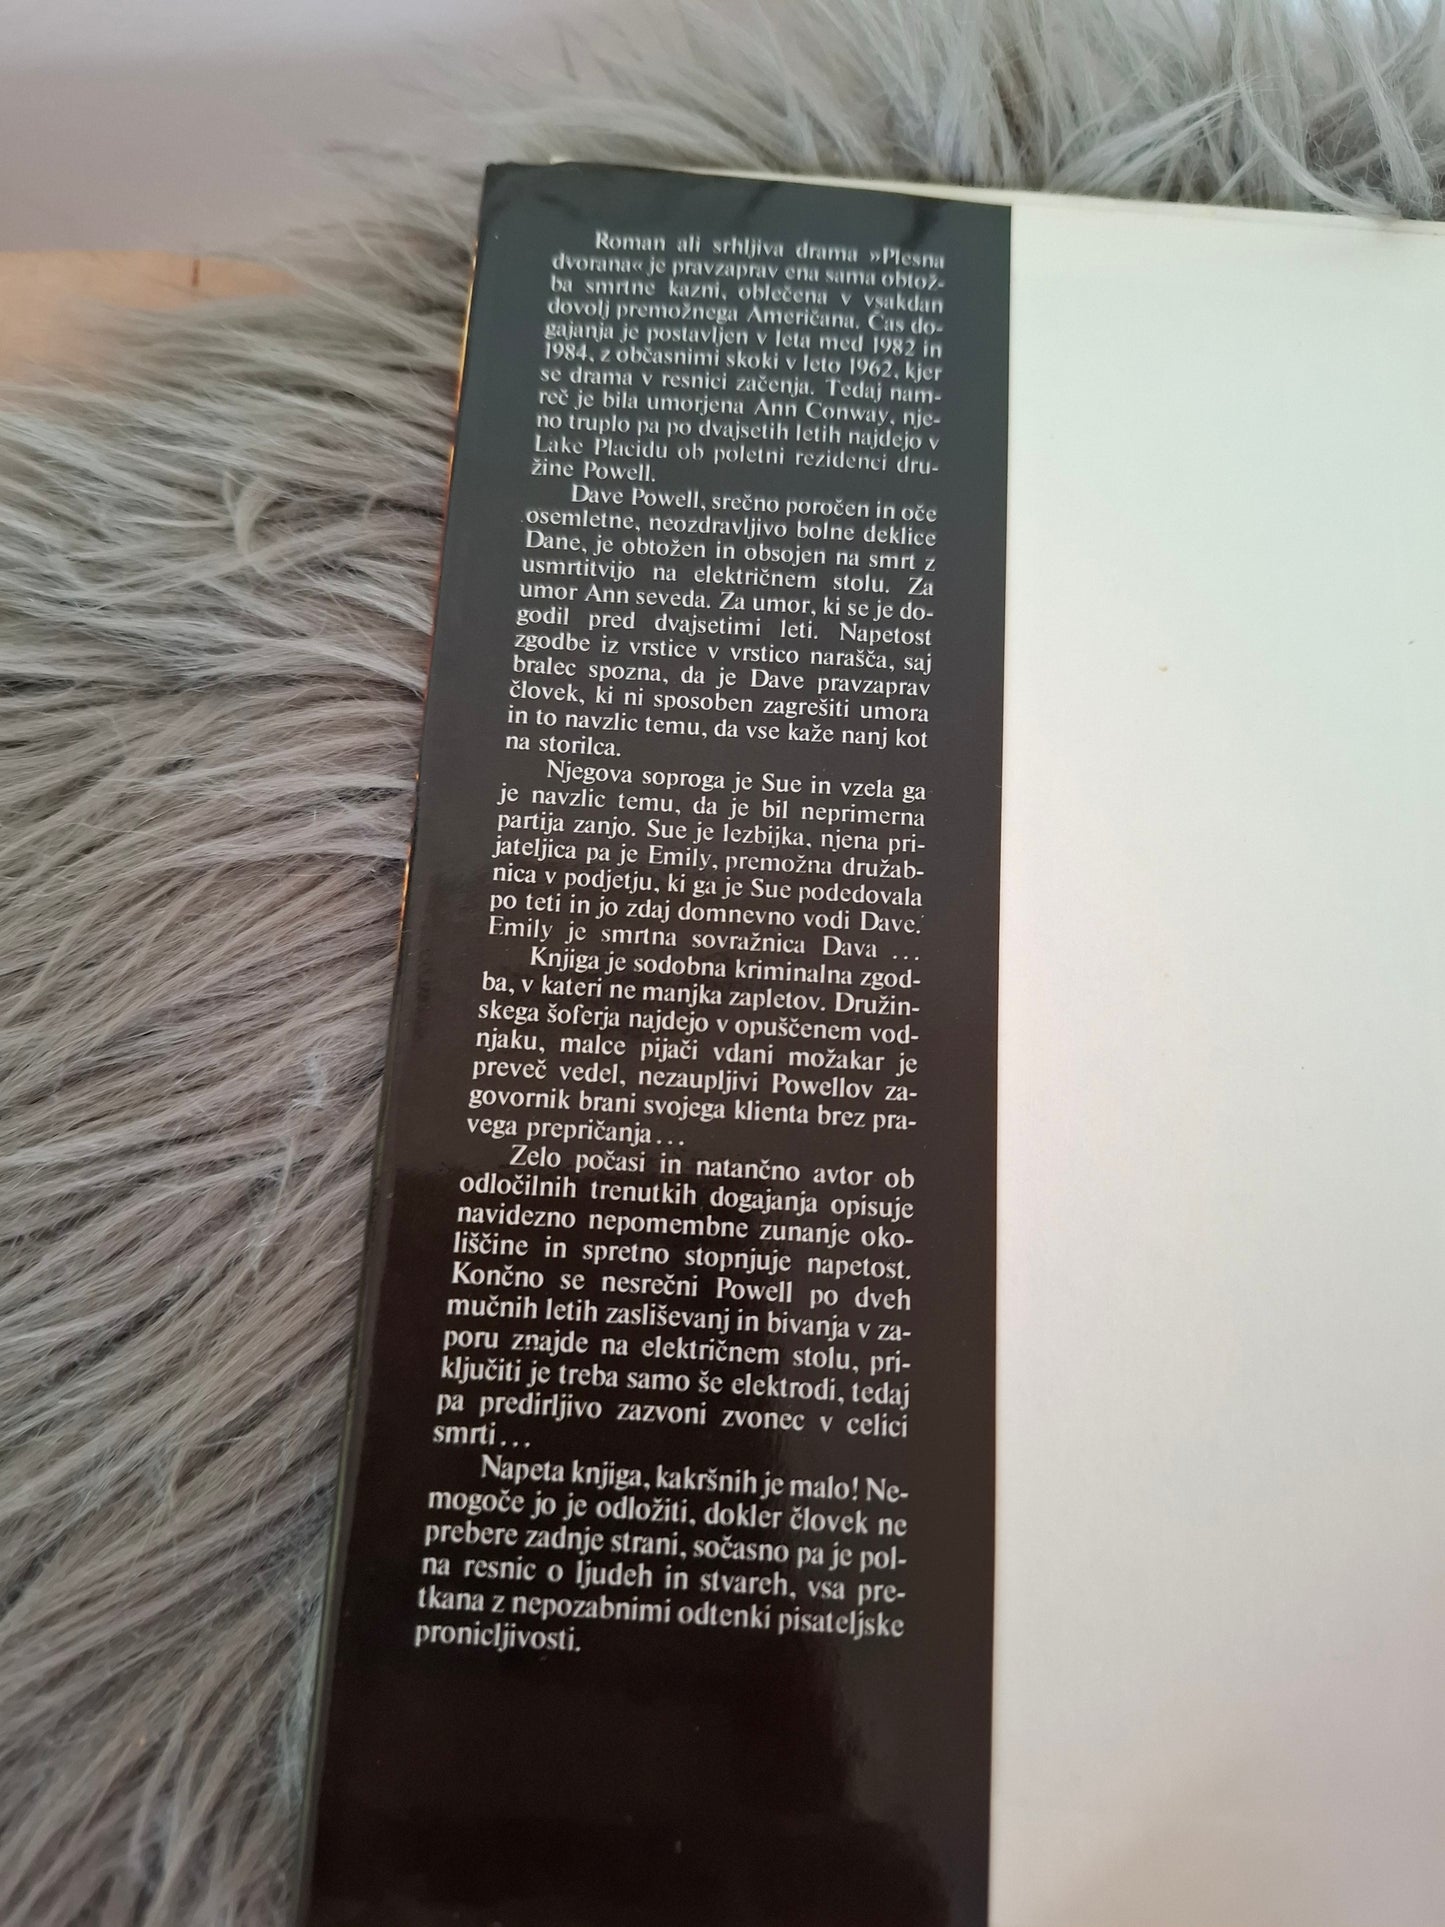 Roman ali srhljiva drama »Plesna
dvorana« je pravzaprav ena sama obtož-
ba smrtne kazni, oblečena v vsakdan
dovolj premožnega Američana. Čas do-
gajanja je postavljen v leta med 1982 in
1984, z občasnimi skoki v leto 1962, kjer
se drama v resnici začenja. Tedaj nam-
reč je bila umorjena Ann Conway, nje-
no truplo pa po dvajsetih letih najdejo v
Lake Placidu ob poletni rezidenci dru-
žine Powell.
Dave Powell, srečno poročen in oče
osemletne, neozdravljivo bolne deklice
Dane, je obtožen in obsojen na smrt z
usmrtitvijo na električnem stolu. Za
umor Ann seveda. Za umor, ki se je do-
godil pred dvajsetimi leti. Napetost
zgodbe iz vrstice v vrstico narašča, saj
bralec spozna, da je Dave pravzaprav
človek, ki ni sposoben zagrešiti umora
in to navzlic temu, da vse kaže nanj kot
na storilca.
Njegova soproga je Sue in vzela ga
je navzlic temu, da je bil neprimerna
partija zanjo. Sue je lezbijka, njena pri-
jateljica pa je Emily, premožna družab-
nica v podjetju, ki ga je Sue podedovala
po teti in jo zdaj domnevno vodi Dave.
Emily je smrtna sovražnica Dava ...
Knjiga je sodobna kriminalna zgod-
ba, v kateri ne manjka zapletov. Družin-
skega šoferja najdejo v opuščenem vod-
njaku, malce pijači vdani možakar je
preveč vedel, nezaupljivi Powellov za-
govornik brani svojega klienta brez pra-
vega prepričanja...
Zelo počasi in natančno avtor ob
odločilnih trenutkih dogajanja opisuje
navidezno nepomembne zunanje oko-
liščine in spretno stopnjuje napetost.
Končno se nesrečni Powell po dveh
mučnih letih zasliševanj in bivanja v za-
poru znajde na električnem stolu, pri-
ključiti je treba samo še elektrodi, tedaj
pa predirljivo zazvoni zvonec v celici
smrti...
Napeta knjiga, kakršnih je malo! Ne-
mogoče jo je odložiti, dokler človek ne
prebere zadnje strani, sočasno pa je pol-
na resnic o ljudeh in stvareh, vsa pre-
tkana z nepozabnimi odtenki pisateljske
pronicljivosti.